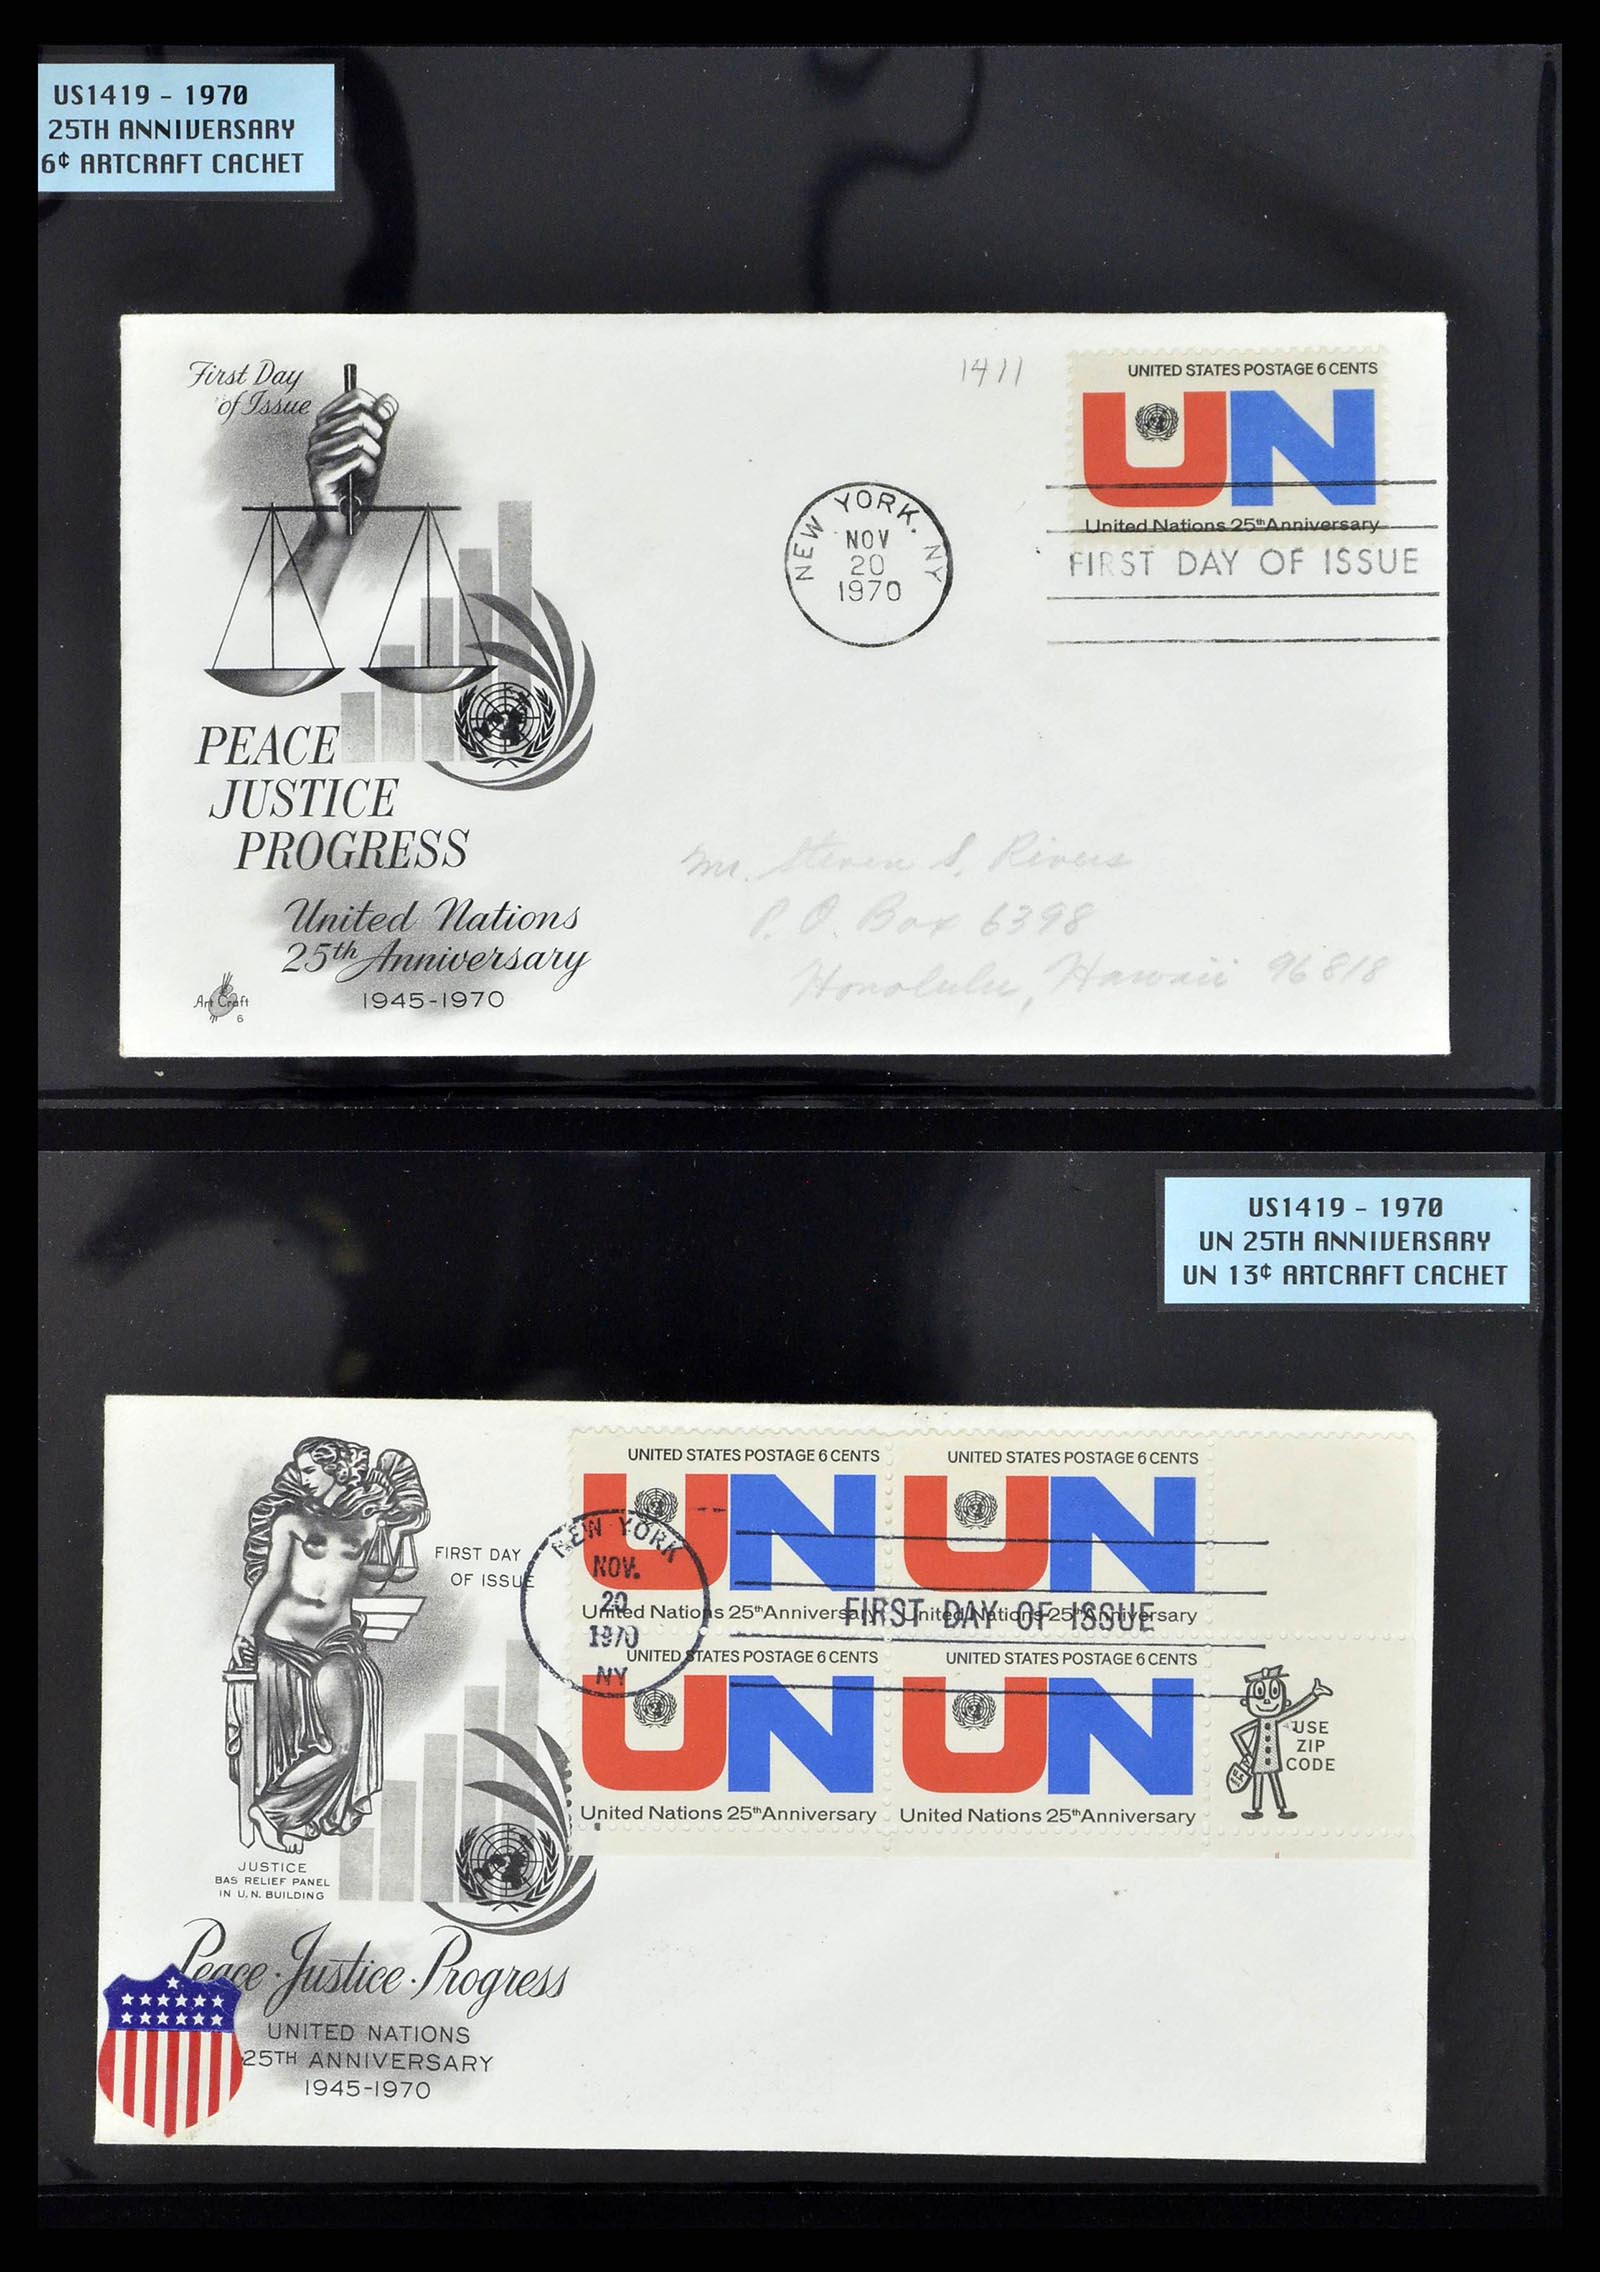 US1419 - 1970
25TH ANNIVERSARY
6¢ ARTCRAFT CACHET
First Day
of Issue
1411
UNITED STATES POSTAGE 6 CENTS
UN
United Nations 25th Anniversary
NEW YORK, NY
NOV
20
1970
FIRST DAY OF ISSUE
PEACE
JUSTICE
PROGRESS
United Nations
25th Anniversary
1945-1970
Art Craft
6
Mr. Steven S. Rivers
P.O. Box 6398
Honolulu, Hawaii 96818
US1419 - 1970
UN 25TH ANNIVERSARY
UN 13¢ ARTCRAFT CACHET
FIRST DAY
OF ISSUE
UNITED STATES POSTAGE 6 CENTS
UN
United Nations 25th Anniversary
UNITED STATES POSTAGE 6 CENTS
UN
United Nations 25th Anniversary
NEW YORK
NOV.
20
1970
NY
FIRST DAY OF ISSUE
UNITED STATES POSTAGE 6 CENTS
UN
United Nations 25th Anniversary
UNITED STATES POSTAGE 6 CENTS
UN
United Nations 25th Anniversary
USE
ZIP
CODE
JUSTICE
BAS RELIEF PANEL
IN U.N. BUILDING
Peace · Justice · Progress
UNITED NATIONS
25TH ANNIVERSARY
1945-1970